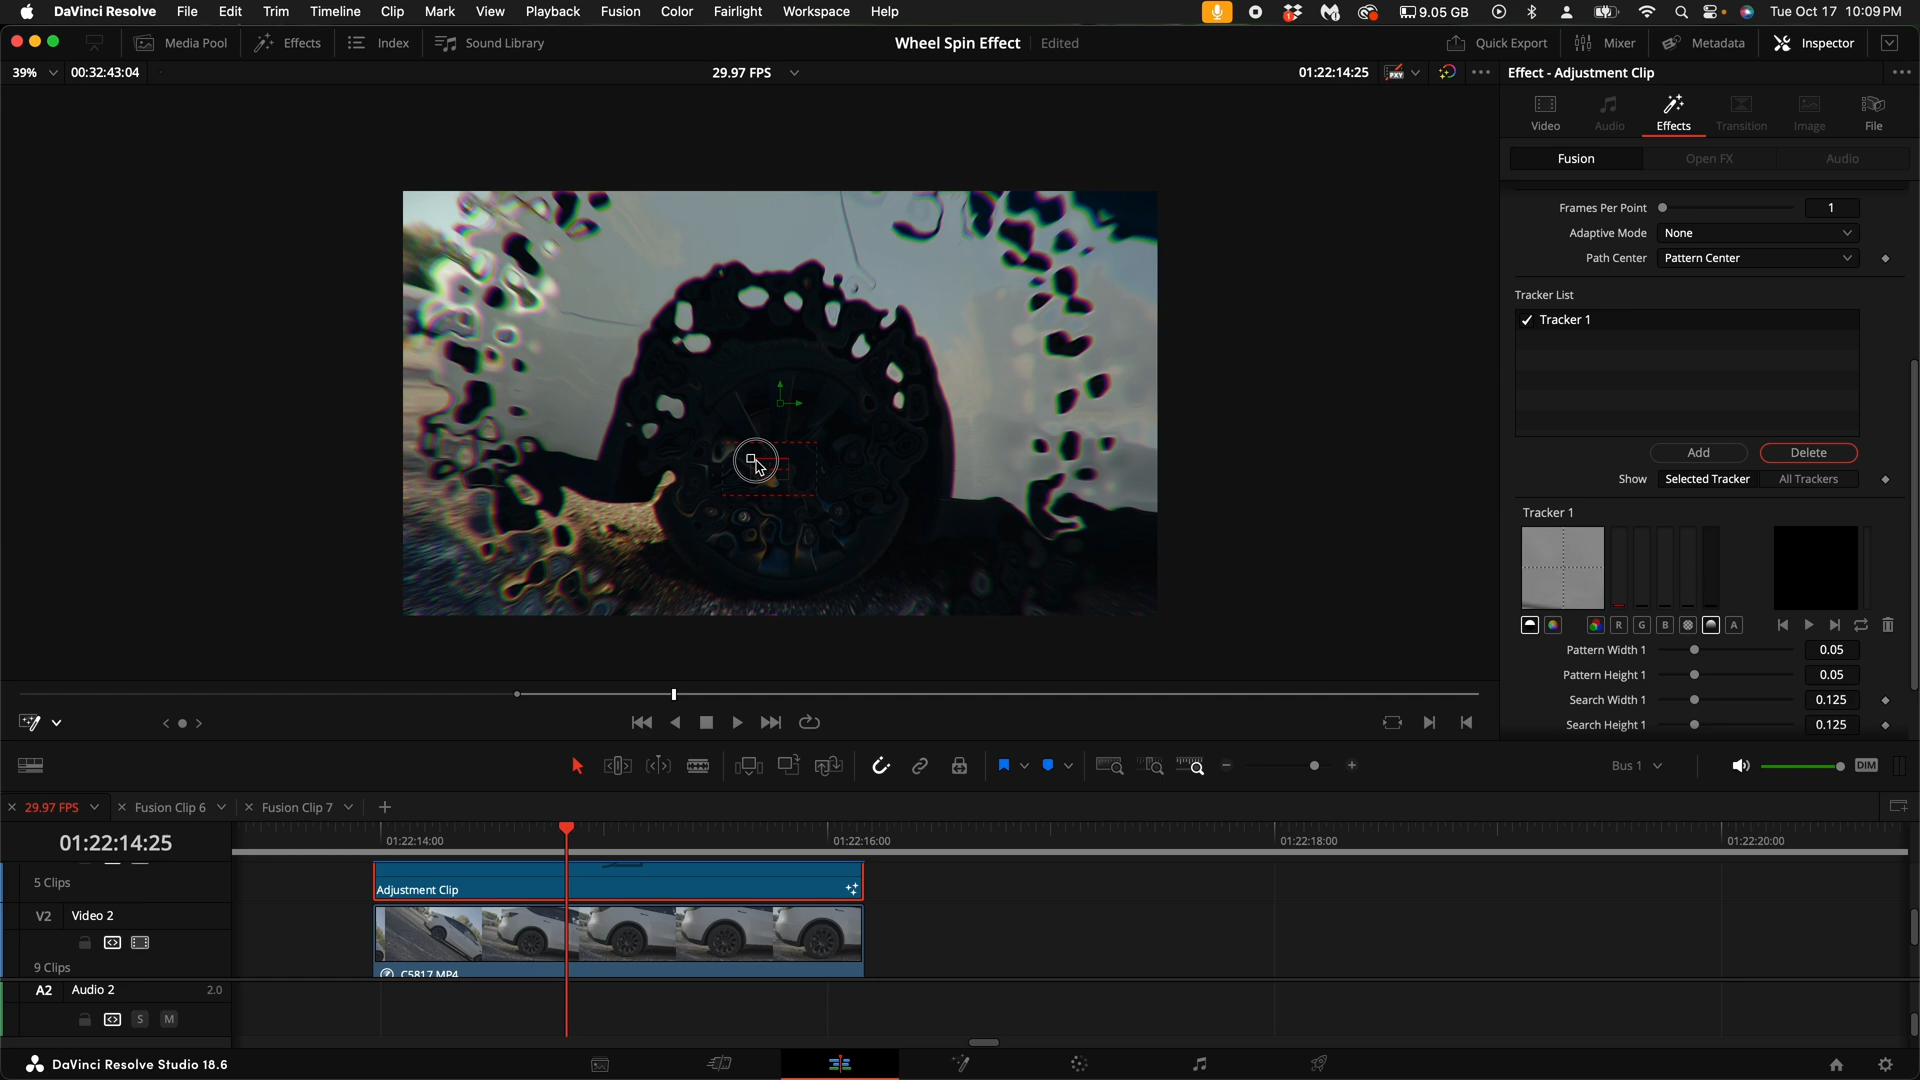 DaVinci Resolve File Edit Trim Timeline Clip Mark View Playback Fusion Color Fairlight Workspace Help 9.05 GB Tue Oct 17 10:09 PM
Media Pool Effects Index Sound Library Wheel Spin Effect Edited Quick Export Mixer Metadata Inspector
39% 00:32:43:04 29.97 FPS 01:22:14:25 PXY Effect - Adjustment Clip
Video Audio Effects Transition Image File
Fusion Open FX Audio
Frames Per Point 1
Adaptive Mode None
Path Center Pattern Center
Tracker List
Tracker 1
Add Delete
Show Selected Tracker All Trackers
Tracker 1
R G B A
Pattern Width 1 0.05
Pattern Height 1 0.05
Search Width 1 0.125
Search Height 1 0.125
Bus 1 DIM
29.97 FPS Fusion Clip 6 Fusion Clip 7
01:22:14:25 01:22:14:00 01:22:16:00 01:22:18:00 01:22:20:00
5 Clips Adjustment Clip
V2 Video 2
9 Clips C5817.MP4
A2 Audio 2 2.0
S M
DaVinci Resolve Studio 18.6